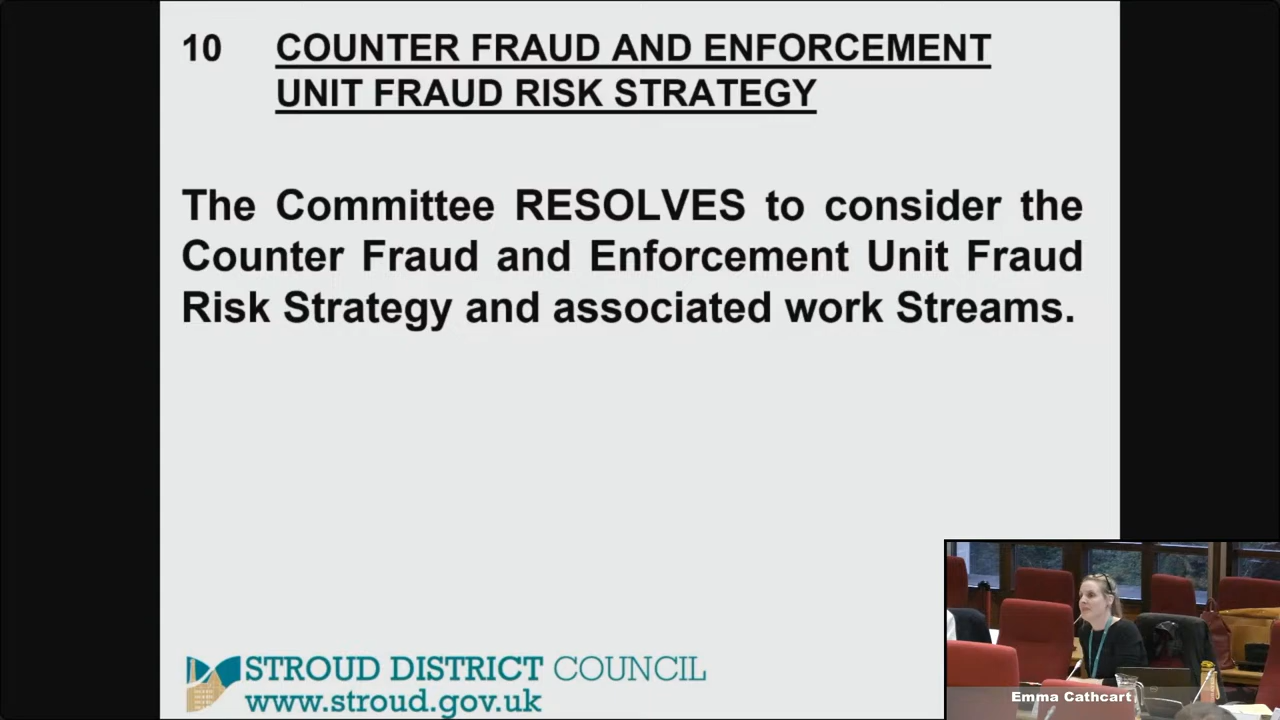 10 COUNTER FRAUD AND ENFORCEMENT
UNIT FRAUD RISK STRATEGY
The Committee RESOLVES to consider the
Counter Fraud and Enforcement Unit Fraud
Risk Strategy and associated work Streams.
STROUD DISTRICT COUNCIL
www.stroud.gov.uk
Emma Cathcart